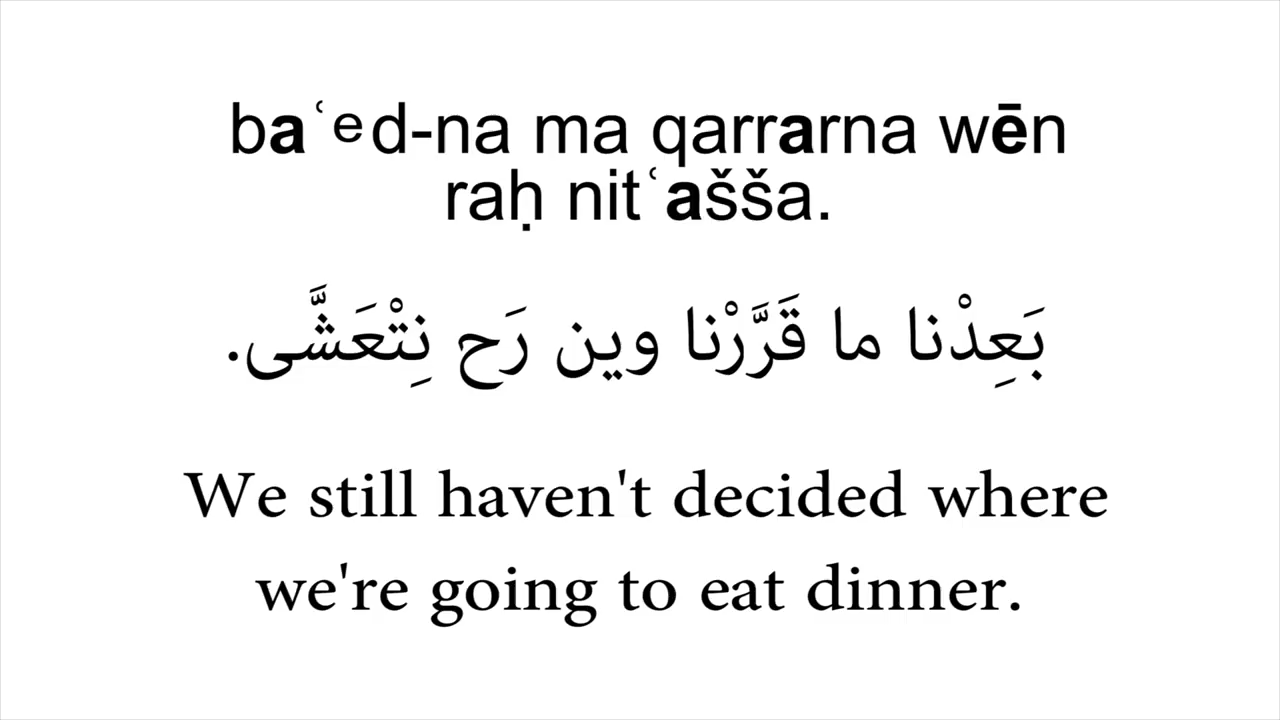 baʿᵉd-na ma qarrarna wēn
raḥ nitʿašša.
بَعِدْنا ما قَرَّرْنا وين رَح نِتْعَشَّى.
We still haven't decided where
we're going to eat dinner.